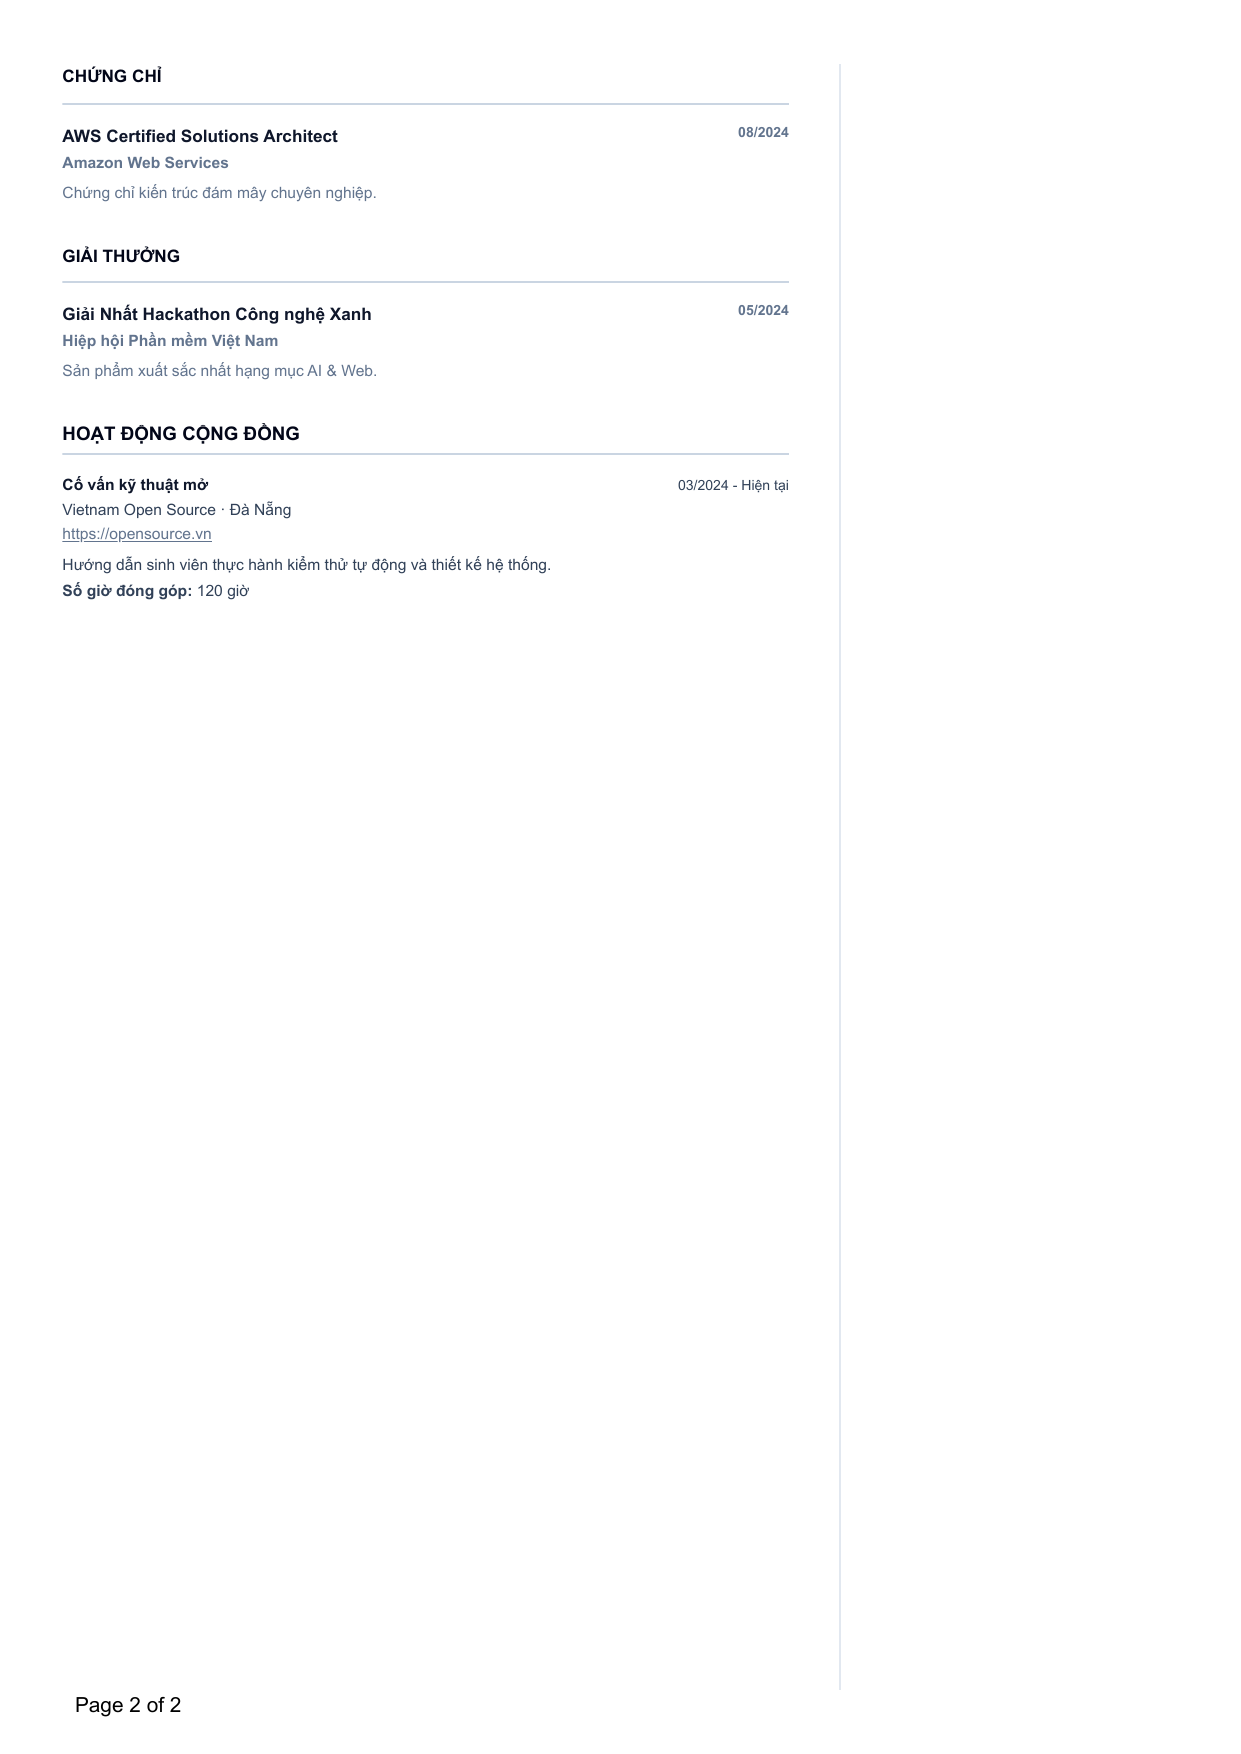 CHỨNG CHỈ
AWS Certified Solutions Architect 08/2024
Amazon Web Services
Chứng chỉ kiến trúc đám mây chuyên nghiệp.
GIẢI THƯỞNG
Giải Nhất Hackathon Công nghệ Xanh 05/2024
Hiệp hội Phần mềm Việt Nam
Sản phẩm xuất sắc nhất hạng mục AI & Web.
HOẠT ĐỘNG CỘNG ĐỒNG
Cố vấn kỹ thuật mở 03/2024 - Hiện tại
Vietnam Open Source · Đà Nẵng
https://opensource.vn
Hướng dẫn sinh viên thực hành kiểm thử tự động và thiết kế hệ thống.
Số giờ đóng góp: 120 giờ
Page 2 of 2